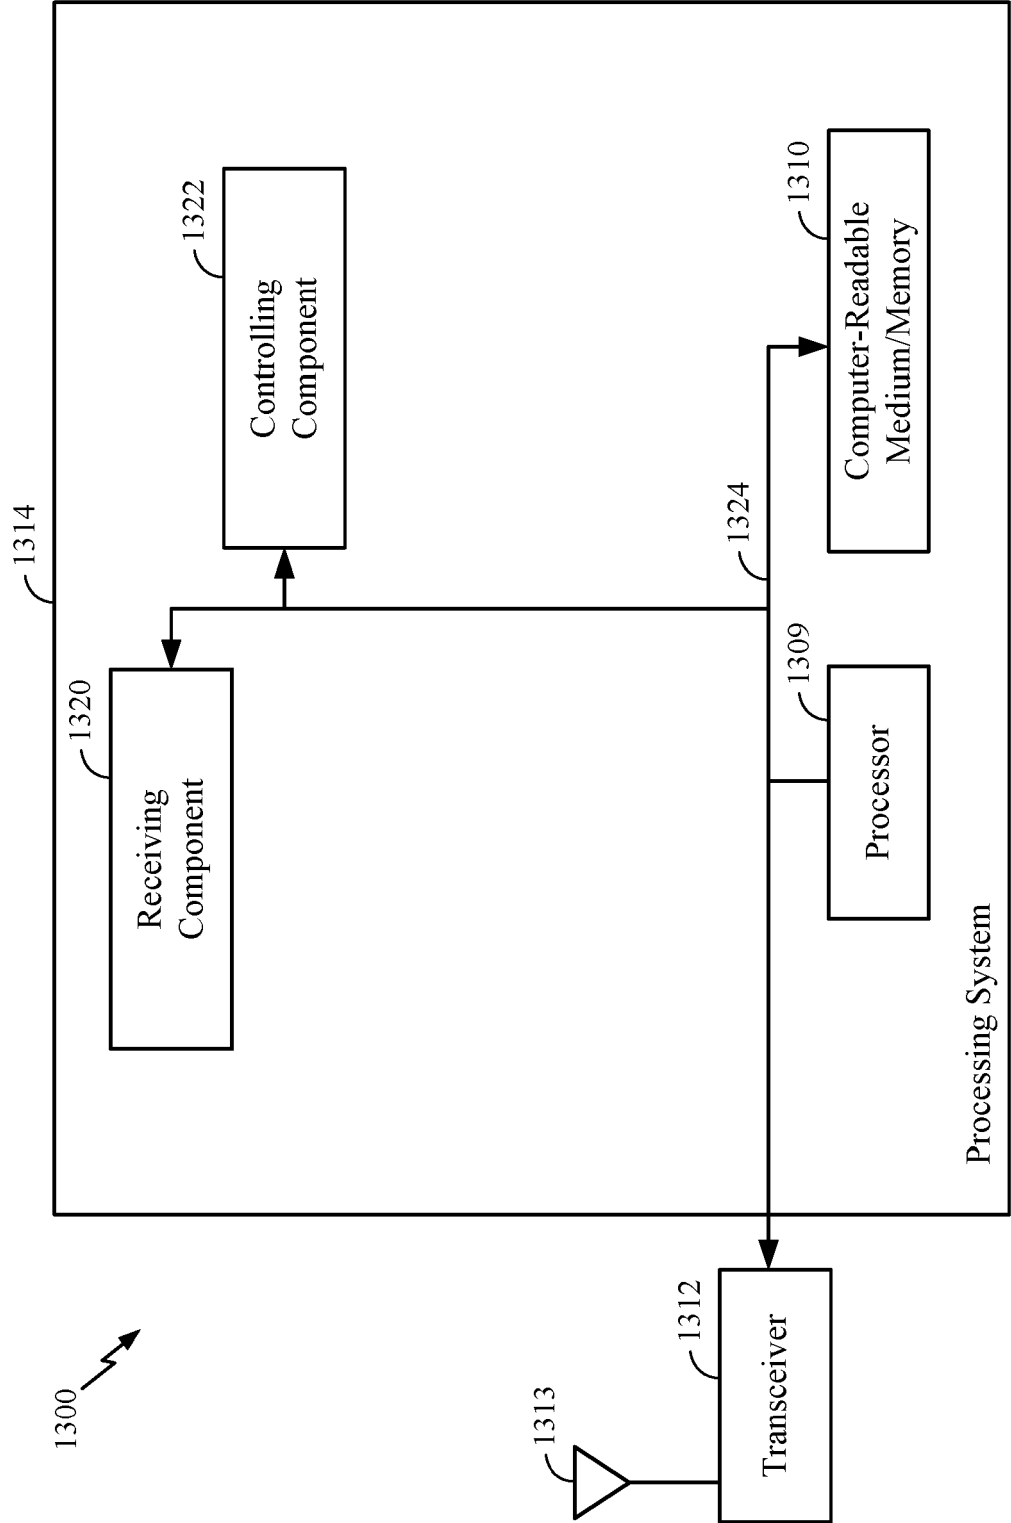 1300
1314
1320
Receiving
Component
1322
Controlling
Component
1313
1312
Transceiver
1324
1309
Processor
1310
Computer-Readable
Medium/Memory
Processing System